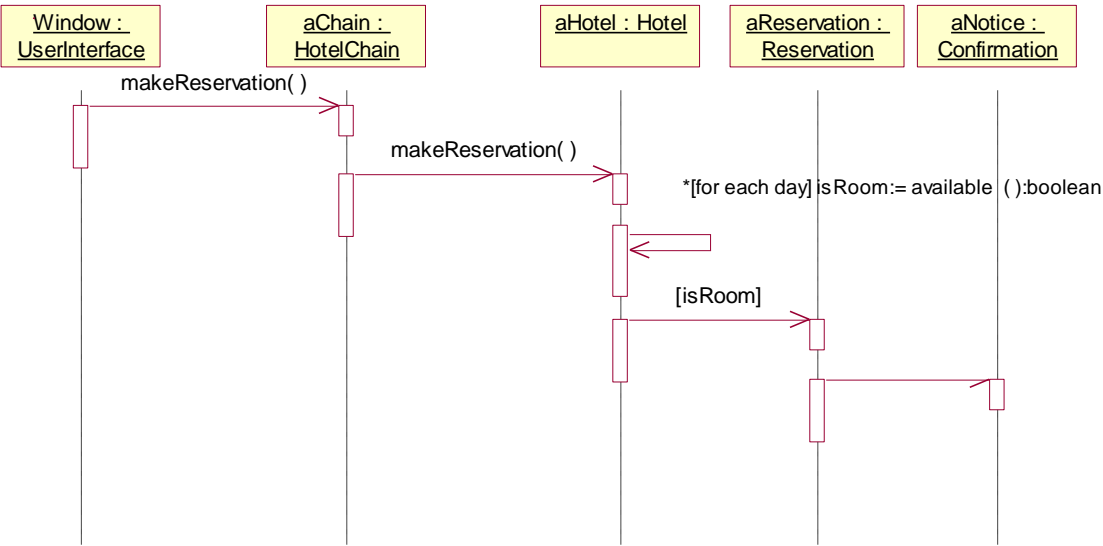 Window :
UserInterface
aChain :
HotelChain
aHotel : Hotel
aReservation :
Reservation
aNotice :
Confirmation
makeReservation( )
makeReservation( )
*[for each day] isRoom:= available ( ):boolean
[isRoom]